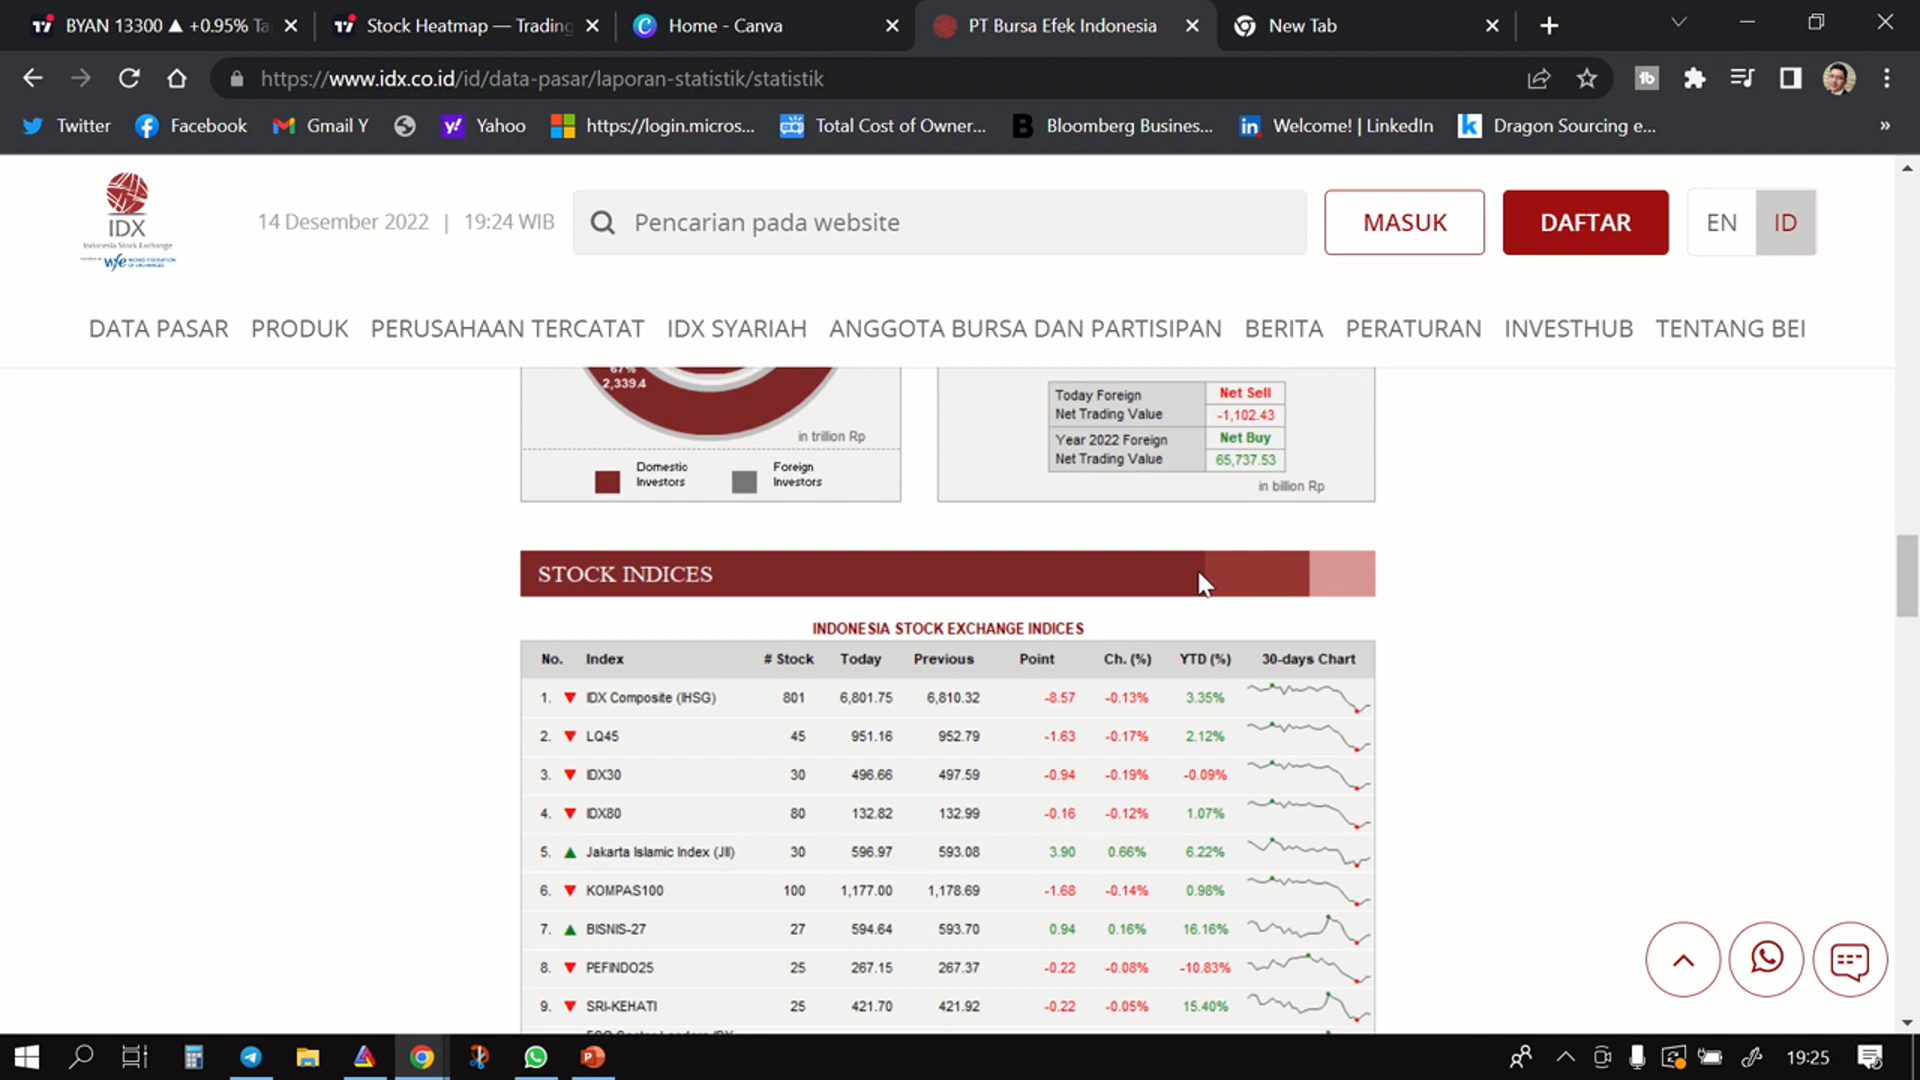 BYAN 13300 ▲ +0.95% Ta
Stock Heatmap — Trading
Home - Canva
PT Bursa Efek Indonesia
New Tab
https://www.idx.co.id/id/data-pasar/laporan-statistik/statistik
Twitter Facebook Gmail Y Yahoo https://login.micros... Total Cost of Owner... Bloomberg Busines... Welcome! | LinkedIn Dragon Sourcing e... »
IDX
Indonesia Stock Exchange
wfe WORLD FEDERATION OF EXCHANGES
14 Desember 2022 | 19:24 WIB
Pencarian pada website
MASUK
DAFTAR
EN ID
DATA PASAR PRODUK PERUSAHAAN TERCATAT IDX SYARIAH ANGGOTA BURSA DAN PARTISIPAN BERITA PERATURAN INVESTHUB TENTANG BEI
67%
2,339.4
in trillion Rp
Domestic Investors
Foreign Investors
Today Foreign Net Sell
Net Trading Value -1,102.43
Year 2022 Foreign Net Buy
Net Trading Value 65,737.53
in billion Rp
STOCK INDICES
INDONESIA STOCK EXCHANGE INDICES
No. Index # Stock Today Previous Point Ch. (%) YTD (%) 30-days Chart
1. ▼ IDX Composite (IHSG) 801 6,801.75 6,810.32 -8.57 -0.13% 3.35%
2. ▼ LQ45 45 951.16 952.79 -1.63 -0.17% 2.12%
3. ▼ IDX30 30 496.66 497.59 -0.94 -0.19% -0.09%
4. ▼ IDX80 80 132.82 132.99 -0.16 -0.12% 1.07%
5. ▲ Jakarta Islamic Index (JII) 30 596.97 593.08 3.90 0.66% 6.22%
6. ▼ KOMPAS100 100 1,177.00 1,178.69 -1.68 -0.14% 0.98%
7. ▲ BISNIS-27 27 594.64 593.70 0.94 0.16% 16.16%
8. ▼ PEFINDO25 25 267.15 267.37 -0.22 -0.08% -10.83%
9. ▼ SRI-KEHATI 25 421.70 421.92 -0.22 -0.05% 15.40%
19:25